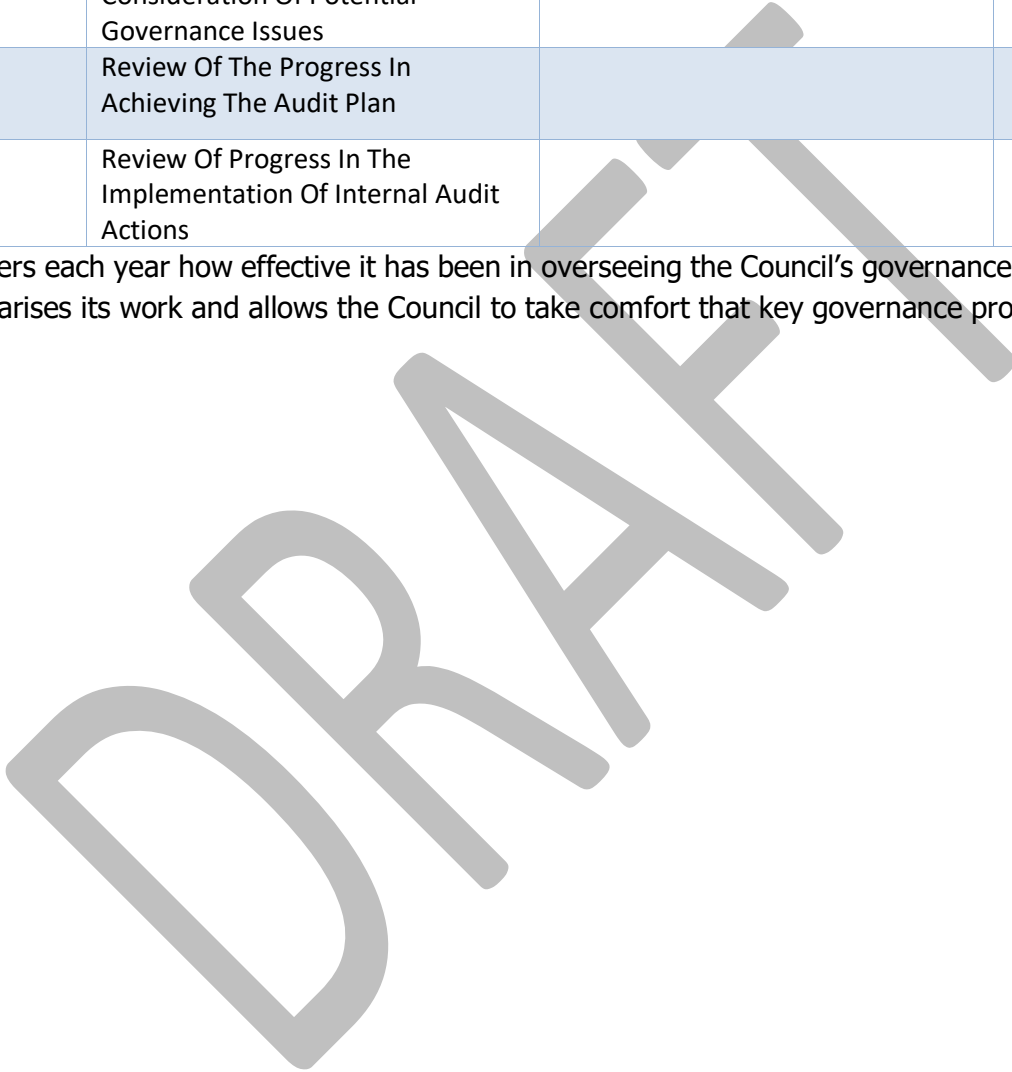 Consideration Of Potential
Governance Issues
Review Of The Progress In
Achieving The Audit Plan
Review Of Progress In The
Implementation Of Internal Audit
Actions
ers each year how effective it has been in overseeing the Council's governance
arises its work and allows the Council to take comfort that key governance pro
DRAFT